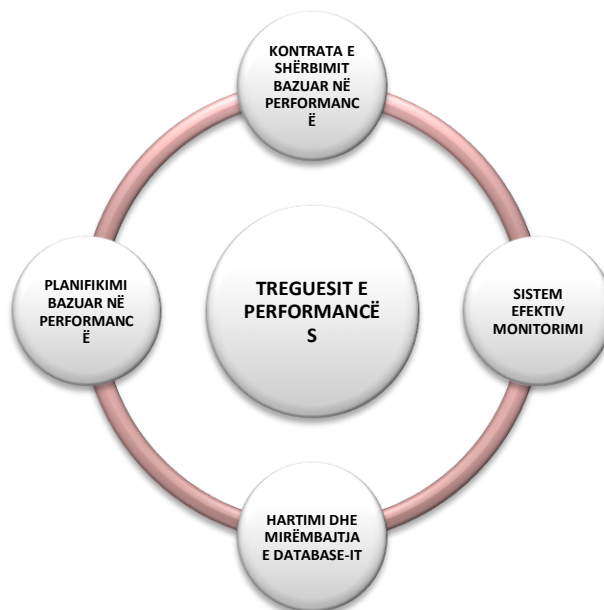 KONTRATA E
SHËRBIMIT
BAZUAR NË
PERFORMANC
Ë
PLANIFIKIMI
BAZUAR NË
PERFORMANC
Ë
TREGUESIT E
PERFORMANCË
S
SISTEM
EFEKTIV
MONITORIMI
HARTIMI DHE
MIRËMBAJTJA
E DATABASE-IT